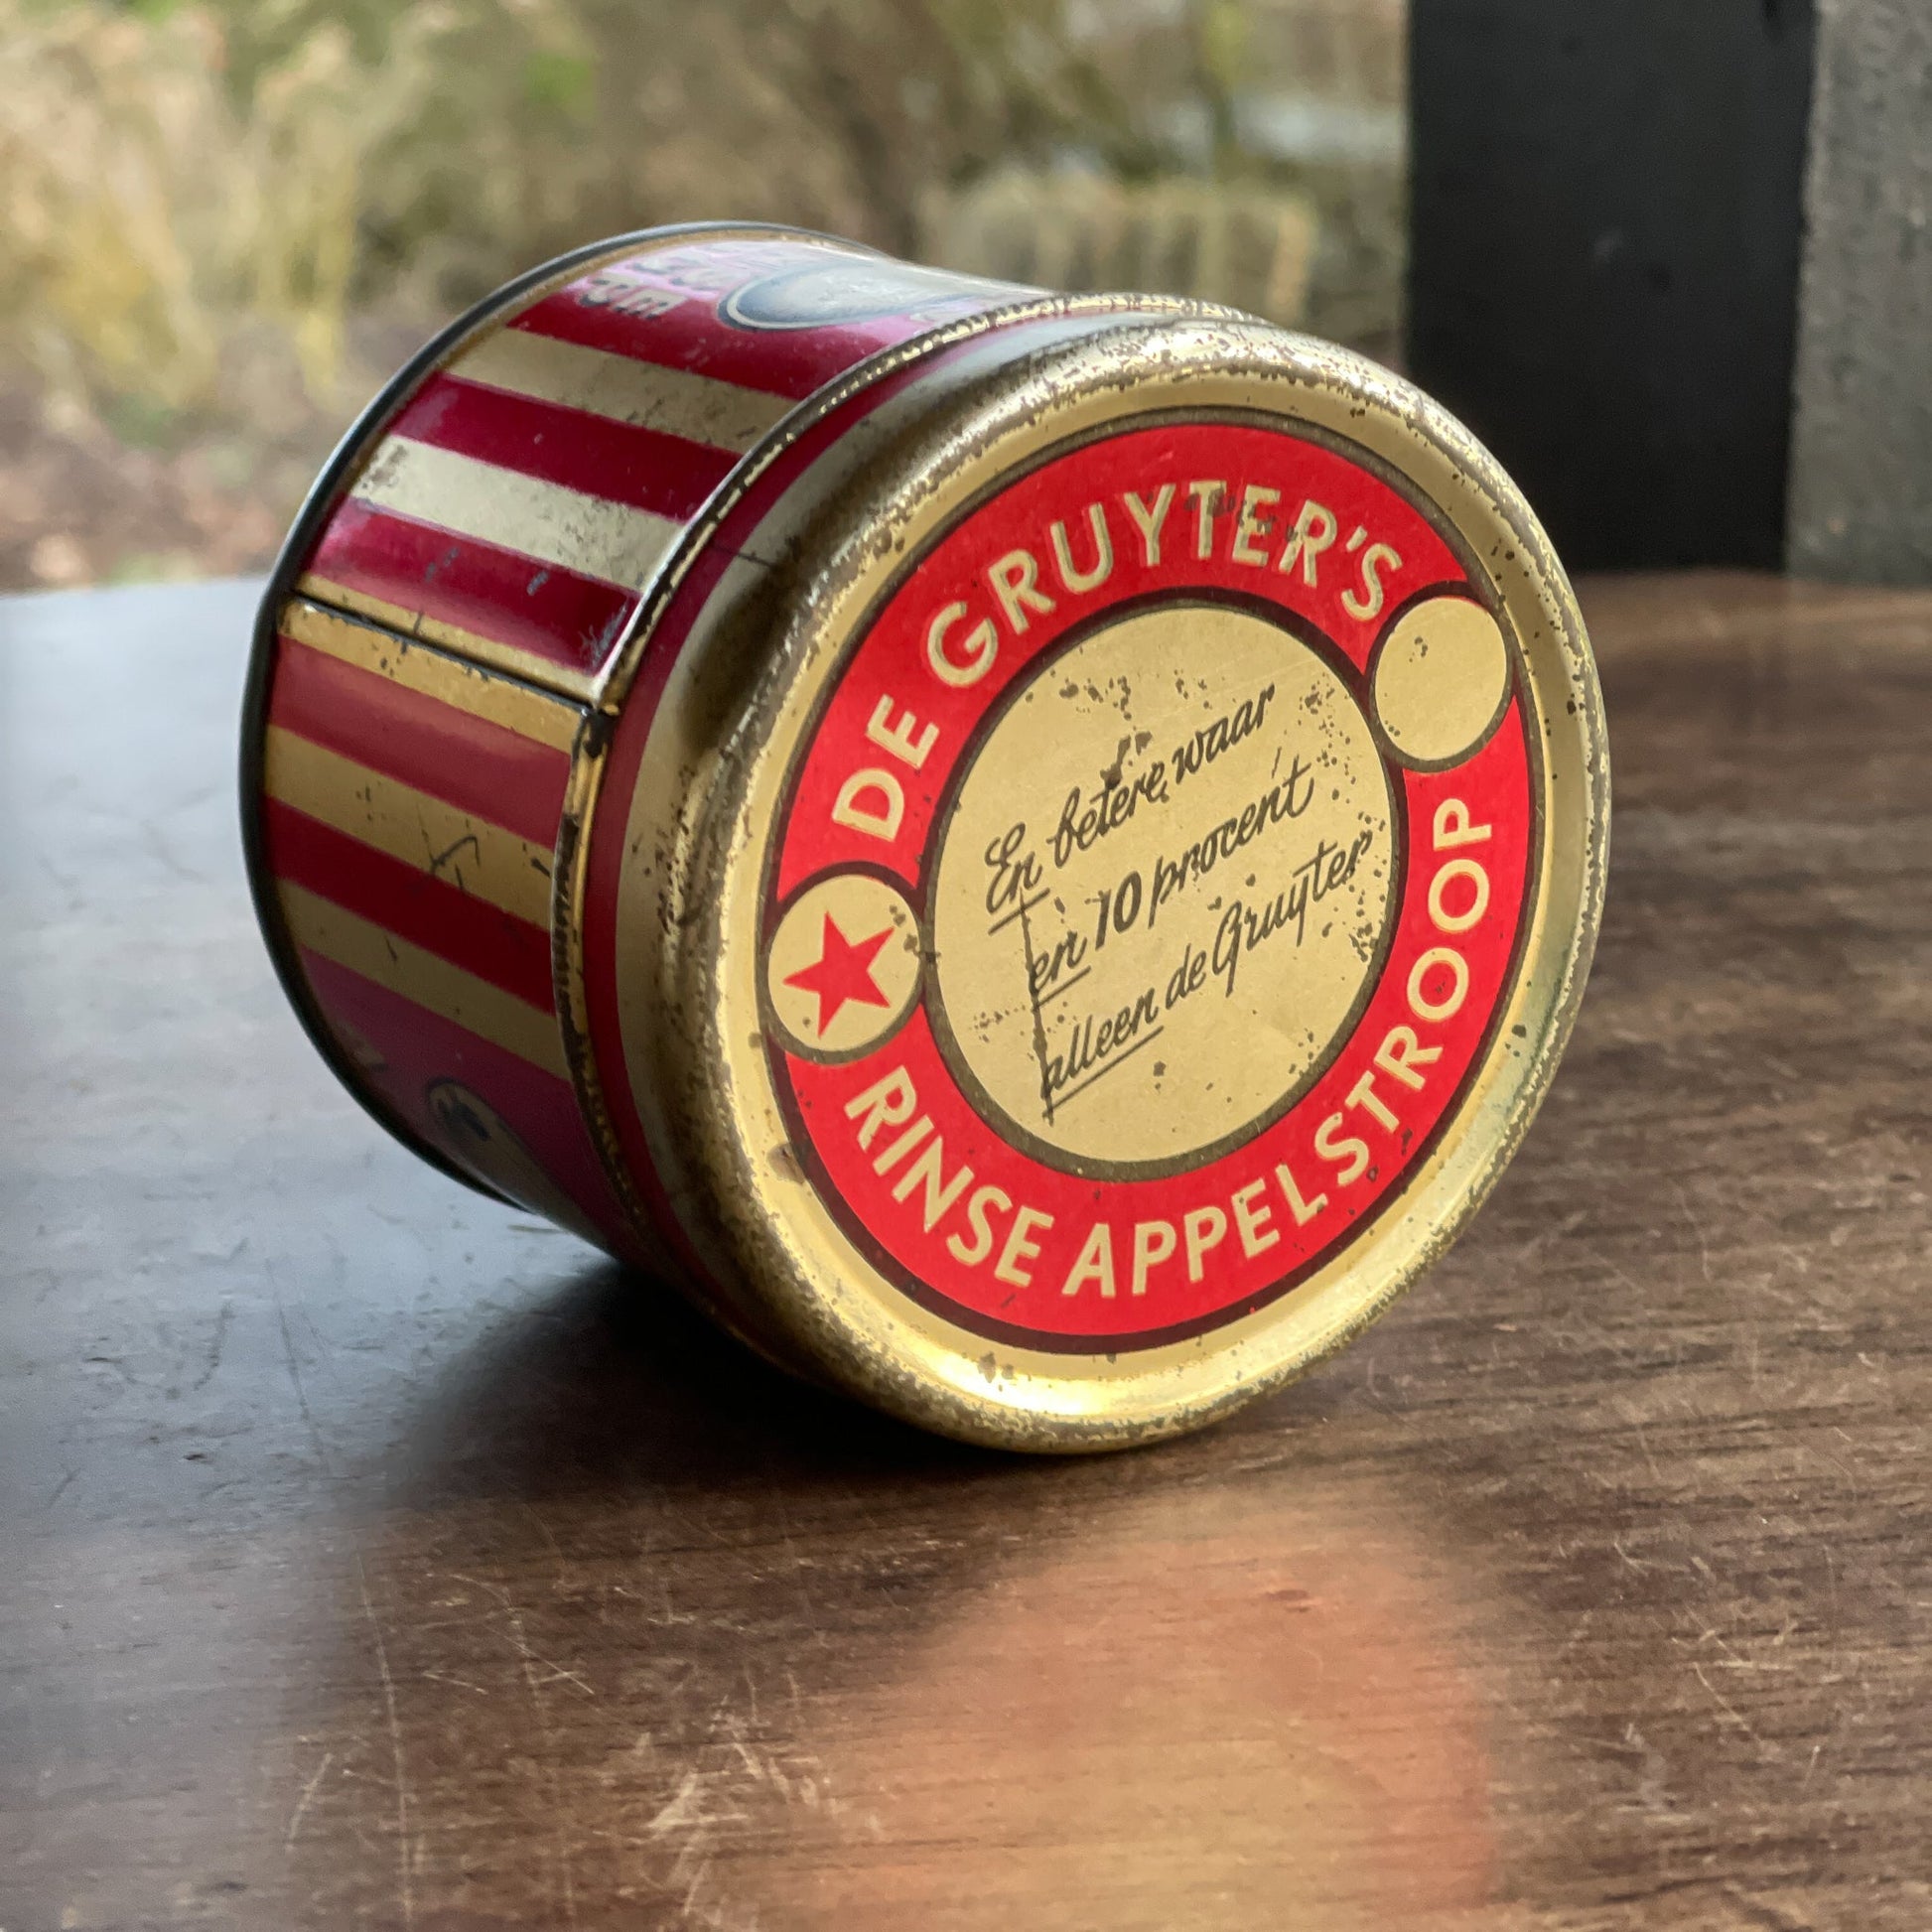 DE GRUYTER'S
En betere waar
en 10 procent
alleen de Gruyter
RINSE APPELSTROOP